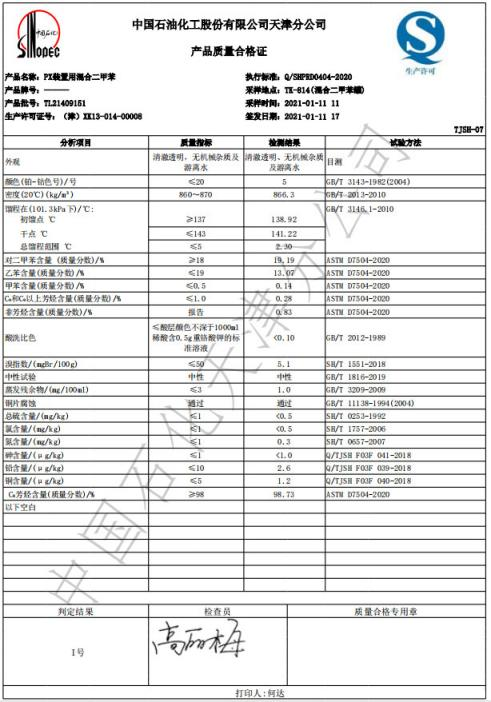 中国石化
SINOPEC
中国石油化工股份有限公司天津分公司
产品质量合格证
生产许可
产品名称: PX装置用混合二甲苯 执行标准: Q/SHPRD0404-2020
产品牌号: ------ 采样地点: TK-814(混合二甲苯罐)
产品批号: TL21409151 采样时间: 2021-01-11 11
生产许可证号: (津) XK13-014-00008 签发日期: 2021-01-11 17
TJSH-07
分析项目 质量指标 检测结果 试验方法
外观 清澈透明,无机械杂质及游离水 清澈透明、无机械杂质及游离水 目测
颜色(铂-钴色号)/号 ≤20 5 GB/T 3143-1982(2004)
密度(20℃)(kg/m³) 860~870 866.3 GB/T 2013-2010
馏程在(101.3kPa下)/℃: GB/T 3146.1-2010
初馏点 ℃ ≥137 138.92
干点 ℃ ≤143 141.22
总馏程范围 ℃ ≤5 2.30
对二甲苯含量(质量分数)/% ≥18 19.19 ASTM D7504-2020
乙苯含量(质量分数)/% ≤19 13.07 ASTM D7504-2020
甲苯含量(质量分数)/% ≤0.5 0.14 ASTM D7504-2020
C₉和C₉以上芳烃含量(质量分数)/% ≤1.0 0.28 ASTM D7504-2020
非芳烃含量(质量分数)/% 报告 0.83 ASTM D7504-2020
酸洗比色 ≤酸层颜色不深于1000ml稀酸含0.5g重铬酸钾的标准溶液 <0.10 GB/T 2012-1989
溴指数/(mgBr/100g) ≤50 5.1 SH/T 1551-2018
中性试验 中性 中性 GB/T 1816-2019
蒸发残余物/(mg/100ml) ≤3 1.0 GB/T 3209-2009
铜片腐蚀 通过 通过 GB/T 11138-1994(2004)
总硫含量/(mg/kg) ≤1 <0.5 SH/T 0253-1992
氯含量/(mg/kg) ≤1 <0.5 SH/T 1757-2006
氮含量/(mg/kg) ≤1 0.3 SH/T 0657-2007
砷含量/(μg/kg) ≤1 <1.0 Q/TJSH F03F 041-2018
铅含量/(μg/kg) ≤10 2.6 Q/TJSH F03F 039-2018
铜含量/(μg/kg) ≤5 1.2 Q/TJSH F03F 040-2018
C₈芳烃含量(质量分数)/% ≥98 98.73 ASTM D7504-2020
以下空白
中国石化天津分公司
判定结果 检查员 质量合格专用章
I号 高丽梅
打印人:何达